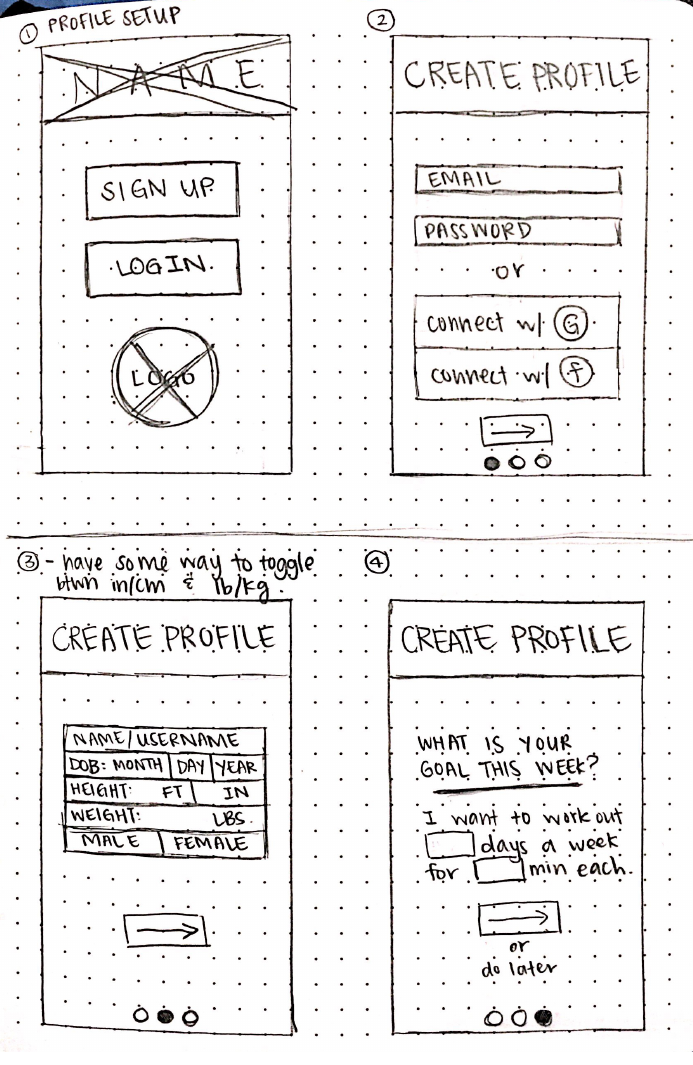 ① PROFILE SETUP
NAME
SIGN UP
LOGIN
LOGO
②
CREATE PROFILE
EMAIL
PASSWORD
or
connect w/ G
connect w/ f
③ - have some way to toggle
btwn in/cm & lb/kg.
CREATE PROFILE
NAME/USERNAME
DOB: MONTH DAY YEAR
HEIGHT: FT IN
WEIGHT: LBS
MALE FEMALE
④
CREATE PROFILE
WHAT IS YOUR
GOAL THIS WEEK?
I want to work out
days a week
for min each.
or
do later